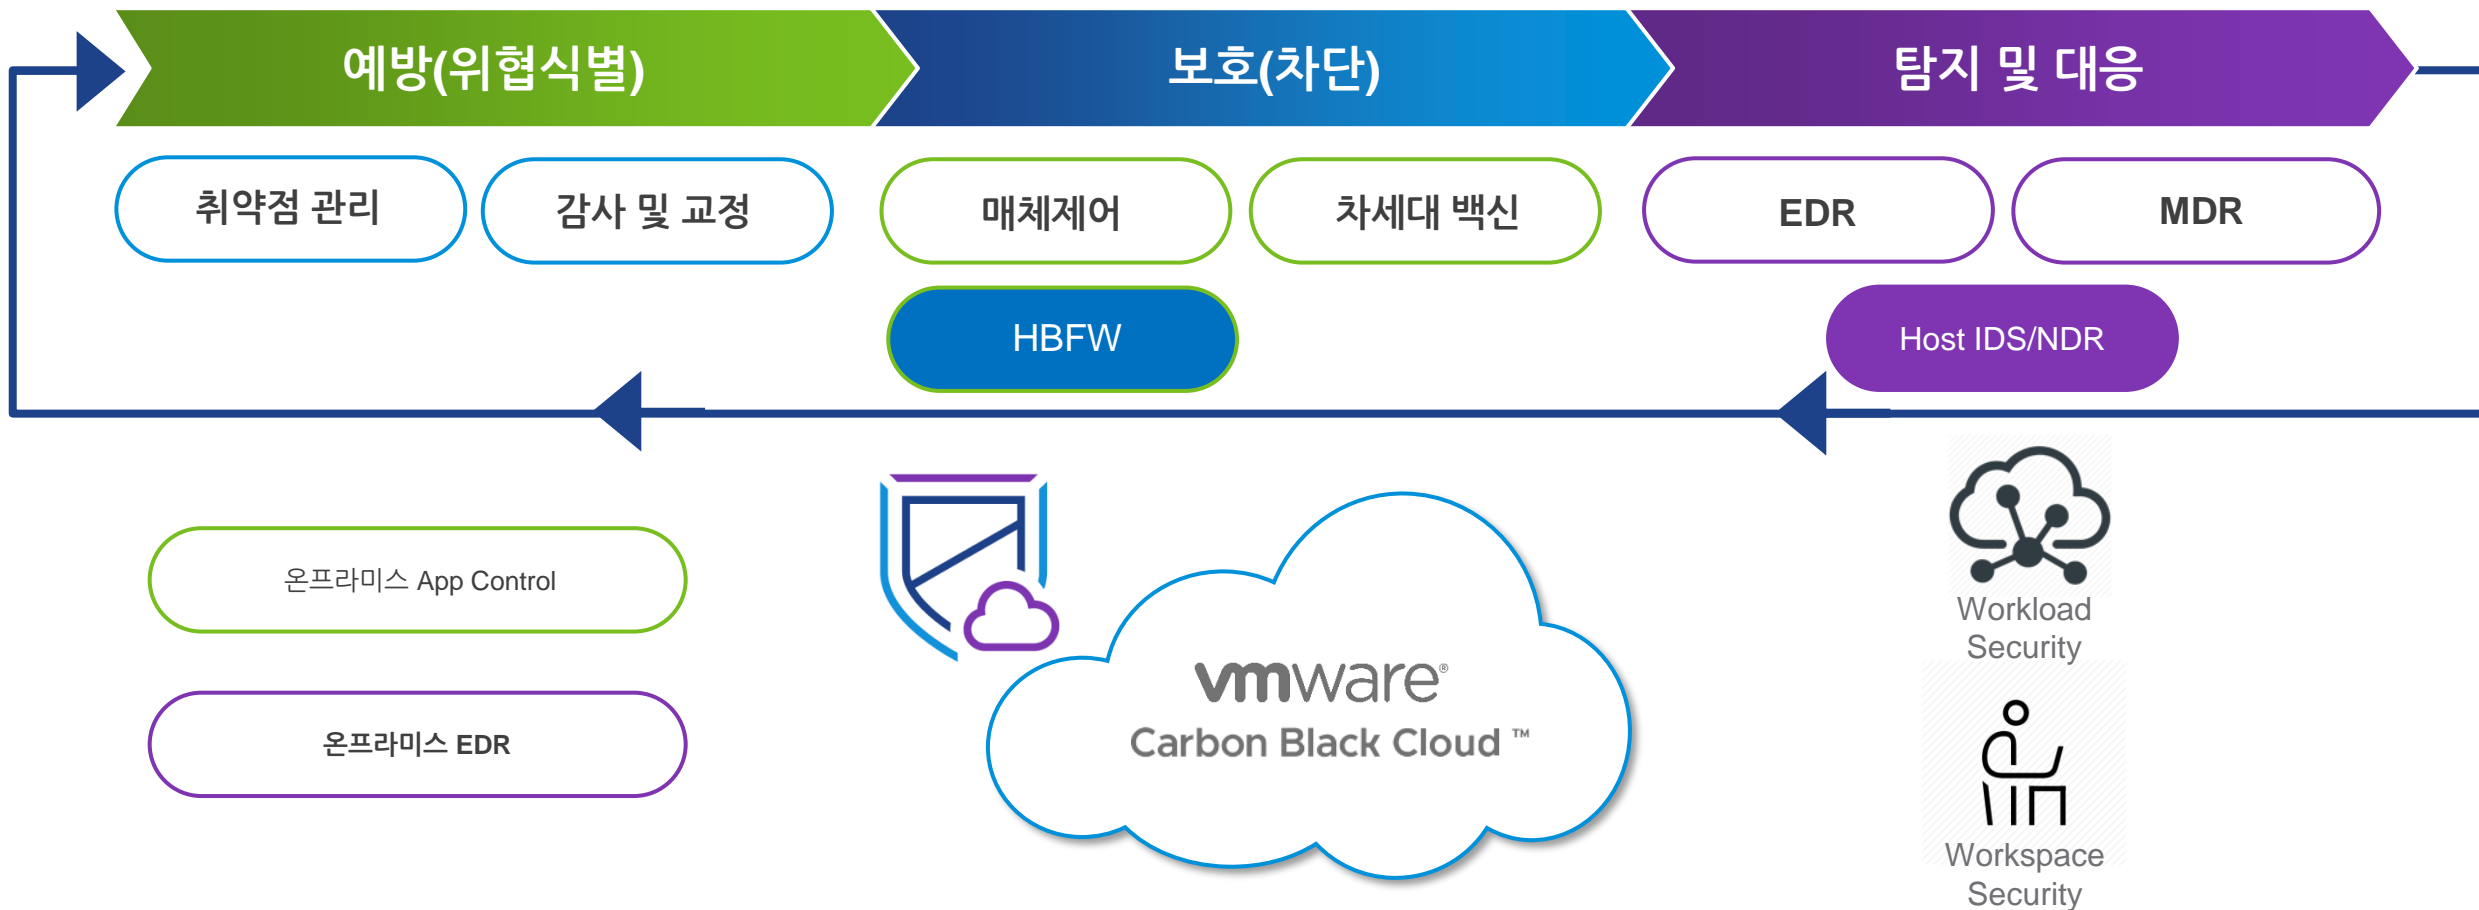 예방(위협식별)
보호(차단)
탐지 및 대응
취약점 관리
감사 및 교정
매체제어
차세대 백신
EDR
MDR
HBFW
Host IDS/NDR
온프라미스 App Control
온프라미스 EDR
vmware®
Carbon Black Cloud ™
Workload
Security
Workspace
Security